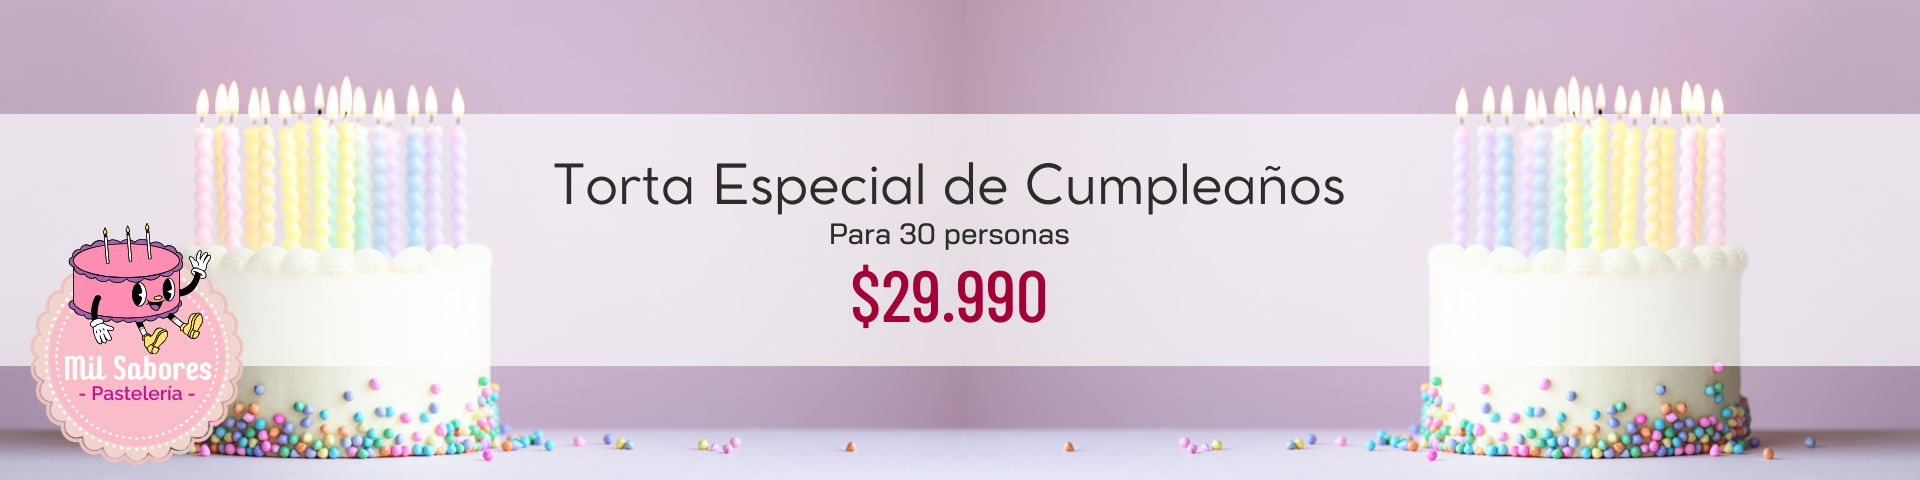 Torta Especial de Cumpleaños
Para 30 personas
$29.990
Mil Sabores
- Pastelería -